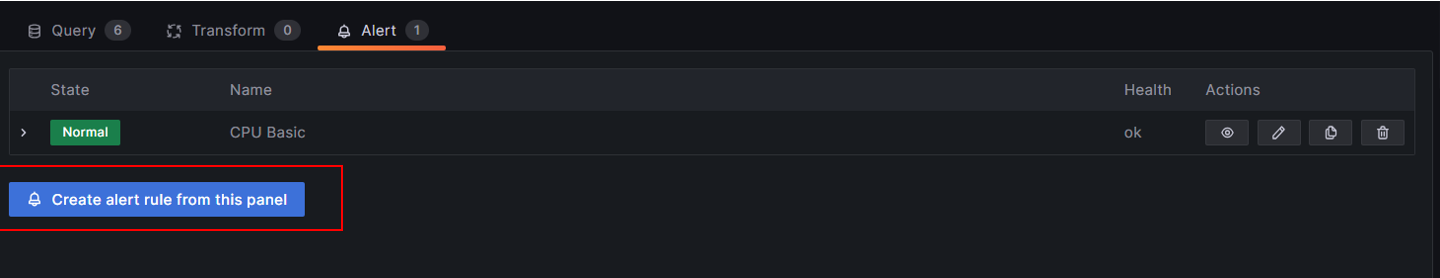 Query 6 Transform 0 Alert 1
State Name Health Actions
Normal CPU Basic ok
Create alert rule from this panel